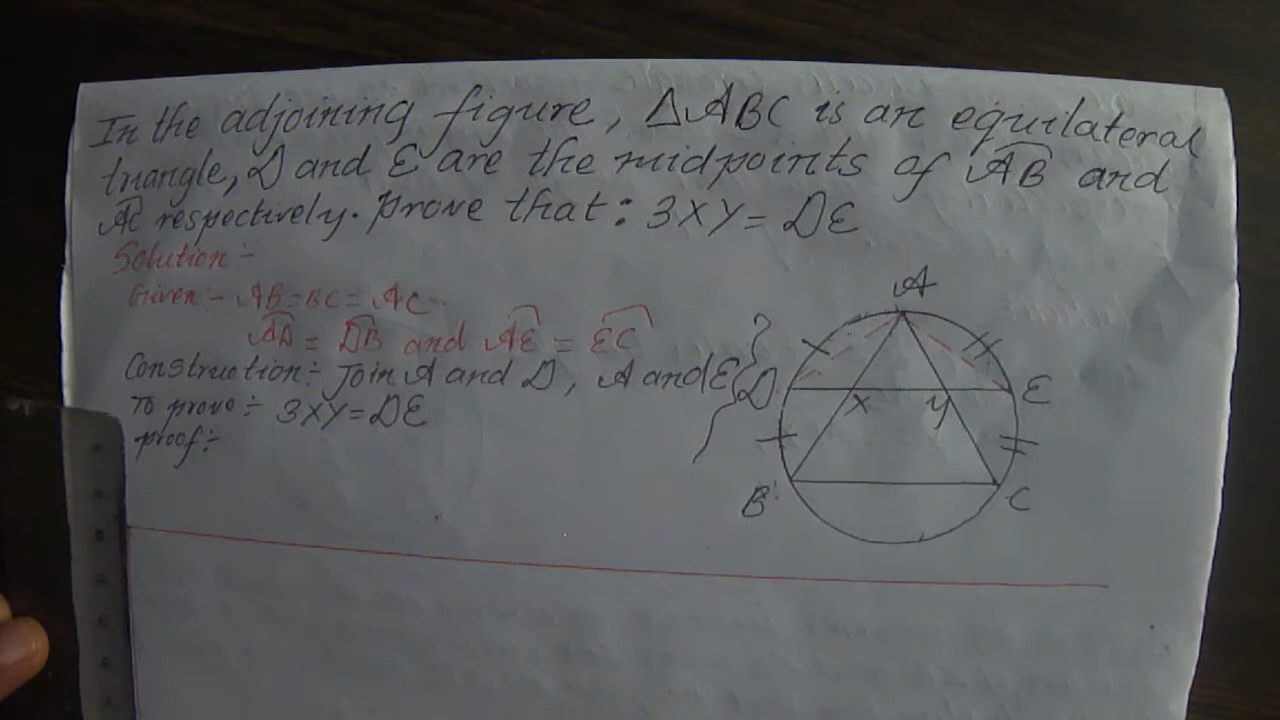 In the adjoining figure, △ABC is an equilateral
triangle, D and E are the midpoints of AB and
AC respectively. Prove that: 3XY = DE
Solution:-
Given:- AB=BC=AC
AD = DB and AE = EC
Construction:- Join A and D, A and E
To prove:- 3XY=DE
proof:-
A
D
E
X
Y
B
C